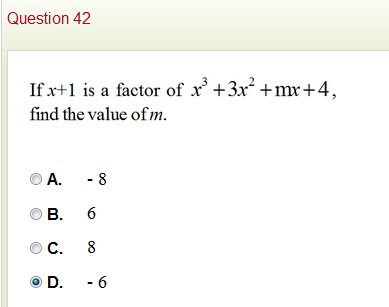 Question 42
If x+1 is a factor of x³ +3x² +mx+4,
find the value of m.
A. - 8
B. 6
C. 8
D. - 6